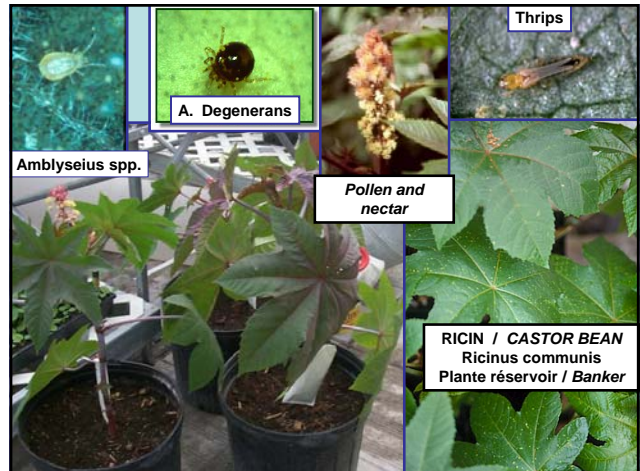 Thrips
A. Degenerans
Amblyseius spp.
Pollen and
nectar
RICIN / CASTOR BEAN
Ricinus communis
Plante réservoir / Banker